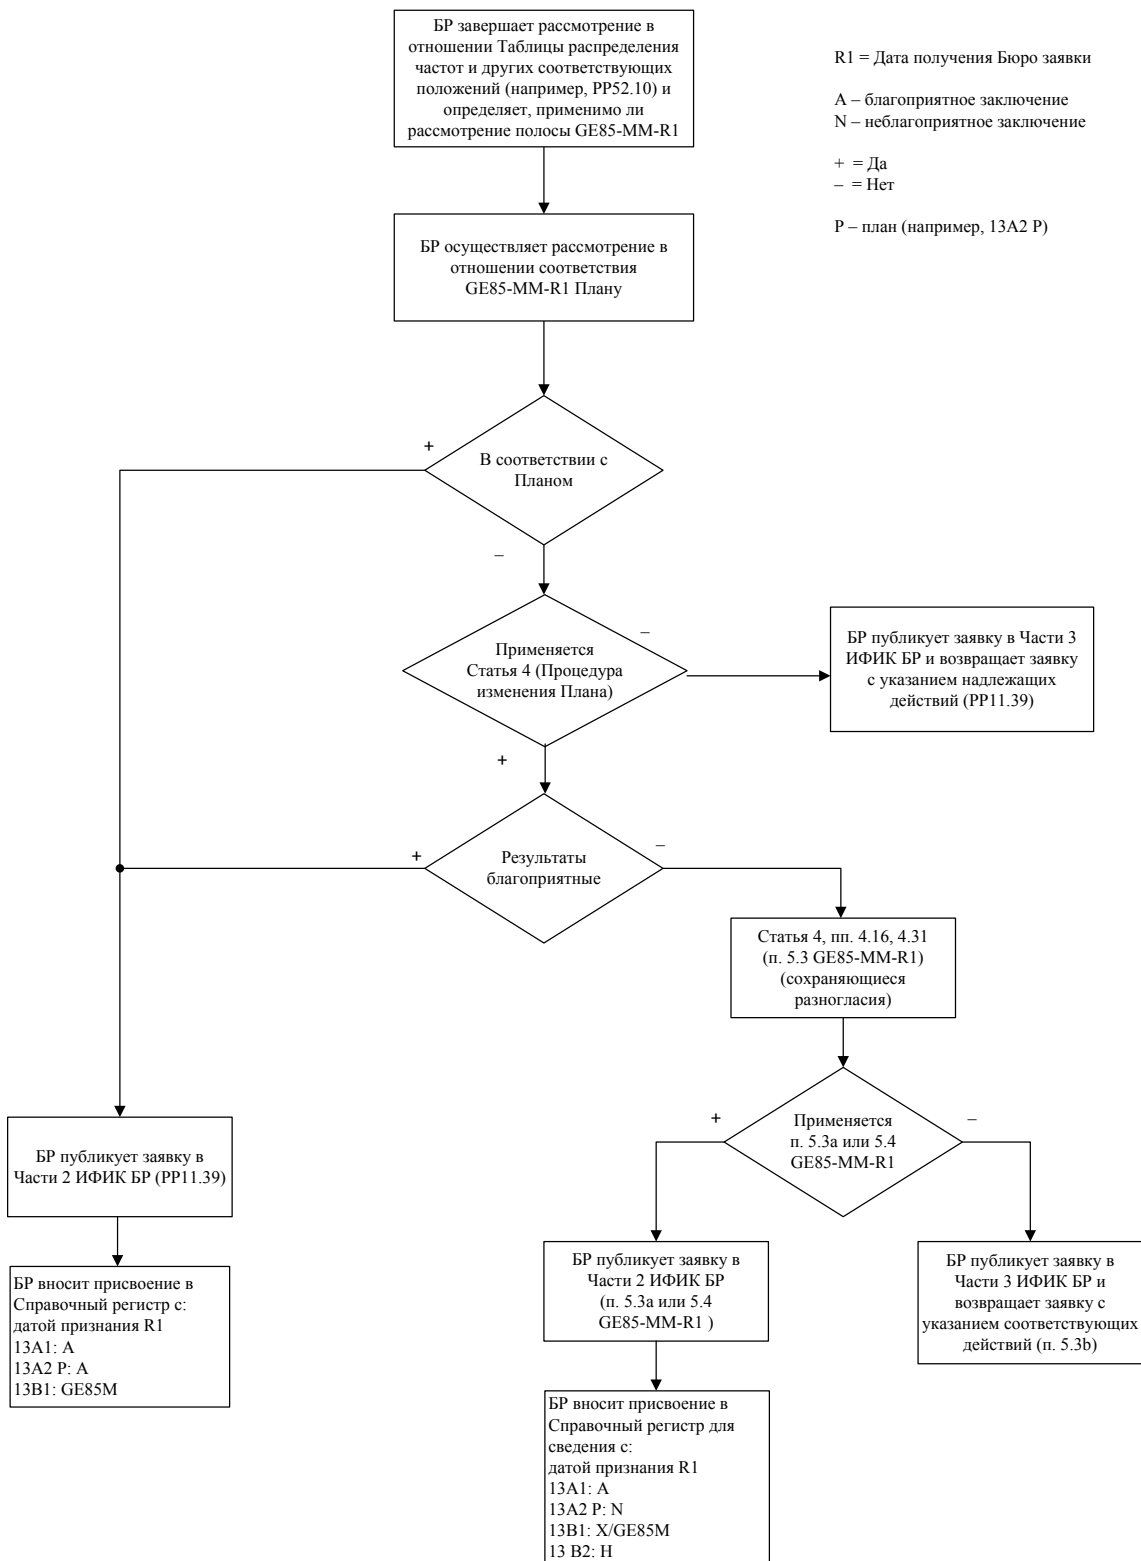 БР завершает рассмотрение в
отношении Таблицы распределения
частот и других соответствующих
положений (например, РР52.10) и
определяет, применимо ли
рассмотрение полосы GE85-MM-R1
R1 = Дата получения Бюро заявки
A – благоприятное заключение
N – неблагоприятное заключение
+ = Да
– = Нет
P – план (например, 13A2 P)
БР осуществляет рассмотрение в
отношении соответствия
GE85-MM-R1 Плану
+
В соответствии с
Планом
–
–
Применяется
Статья 4 (Процедура
изменения Плана)
БР публикует заявку в Части 3
ИФИК БР и возвращает заявку
с указанием надлежащих
действий (РР11.39)
+
+
Результаты
благоприятные
–
Статья 4, пп. 4.16, 4.31
(п. 5.3 GE85-MM-R1)
(сохраняющиеся
разногласия)
+
Применяется
п. 5.3a или 5.4
GE85-MM-R1
–
БР публикует заявку в
Части 2 ИФИК БР (РР11.39)
БР публикует заявку в
Части 2 ИФИК БР
(п. 5.3a или 5.4
GE85-MM-R1 )
БР публикует заявку в
Части 3 ИФИК БР и
возвращает заявку с
указанием соответствующих
действий (п. 5.3b)
БР вносит присвоение в
Справочный регистр с:
датой признания R1
13A1: A
13A2 P: A
13B1: GE85M
БР вносит присвоение в
Справочный регистр для
сведения с:
датой признания R1
13A1: A
13A2 P: N
13B1: X/GE85M
13 B2: H